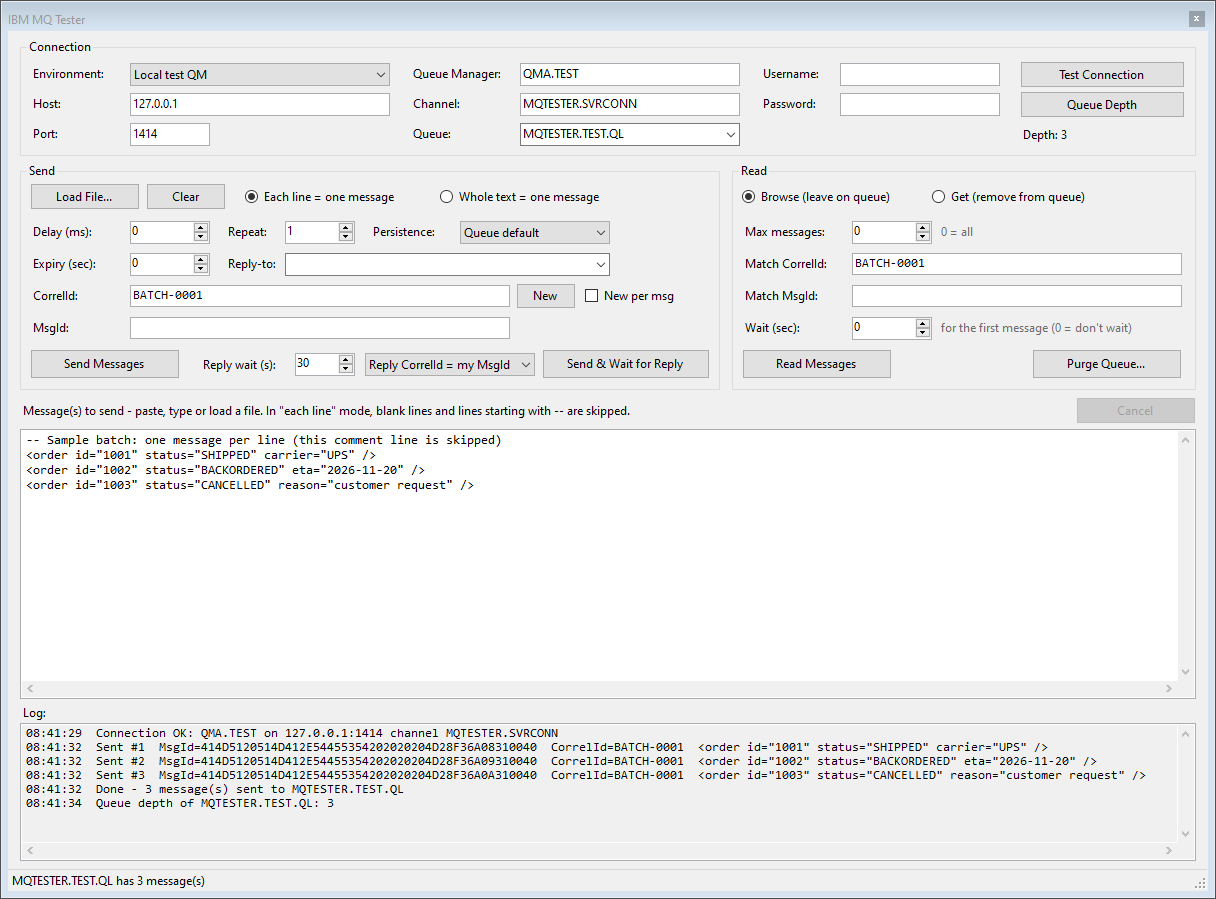 IBM MQ Tester
Connection
Environment: Local test QM Queue Manager: QMA.TEST Username: Test Connection
Host: 127.0.0.1 Channel: MQTESTER.SVRCONN Password: Queue Depth
Port: 1414 Queue: MQTESTER.TEST.QL Depth: 3
Send
Load File... Clear Each line = one message Whole text = one message
Delay (ms): 0 Repeat: 1 Persistence: Queue default
Expiry (sec): 0 Reply-to:
CorrelId: BATCH-0001 New New per msg
MsgId:
Send Messages Reply wait (s): 30 Reply CorrelId = my MsgId Send & Wait for Reply
Read
Browse (leave on queue) Get (remove from queue)
Max messages: 0 0 = all
Match CorrelId: BATCH-0001
Match MsgId:
Wait (sec): 0 for the first message (0 = don't wait)
Read Messages Purge Queue...
Message(s) to send - paste, type or load a file. In "each line" mode, blank lines and lines starting with -- are skipped. Cancel
-- Sample batch: one message per line (this comment line is skipped)
<order id="1001" status="SHIPPED" carrier="UPS" />
<order id="1002" status="BACKORDERED" eta="2026-11-20" />
<order id="1003" status="CANCELLED" reason="customer request" />
Log:
08:41:29 Connection OK: QMA.TEST on 127.0.0.1:1414 channel MQTESTER.SVRCONN
08:41:32 Sent #1 MsgId=414D5120514D412E54455354202020204D28F36A08310040 CorrelId=BATCH-0001 <order id="1001" status="SHIPPED" carrier="UPS" />
08:41:32 Sent #2 MsgId=414D5120514D412E54455354202020204D28F36A09310040 CorrelId=BATCH-0001 <order id="1002" status="BACKORDERED" eta="2026-11-20" />
08:41:32 Sent #3 MsgId=414D5120514D412E54455354202020204D28F36A0A310040 CorrelId=BATCH-0001 <order id="1003" status="CANCELLED" reason="customer request" />
08:41:32 Done - 3 message(s) sent to MQTESTER.TEST.QL
08:41:34 Queue depth of MQTESTER.TEST.QL: 3
MQTESTER.TEST.QL has 3 message(s)